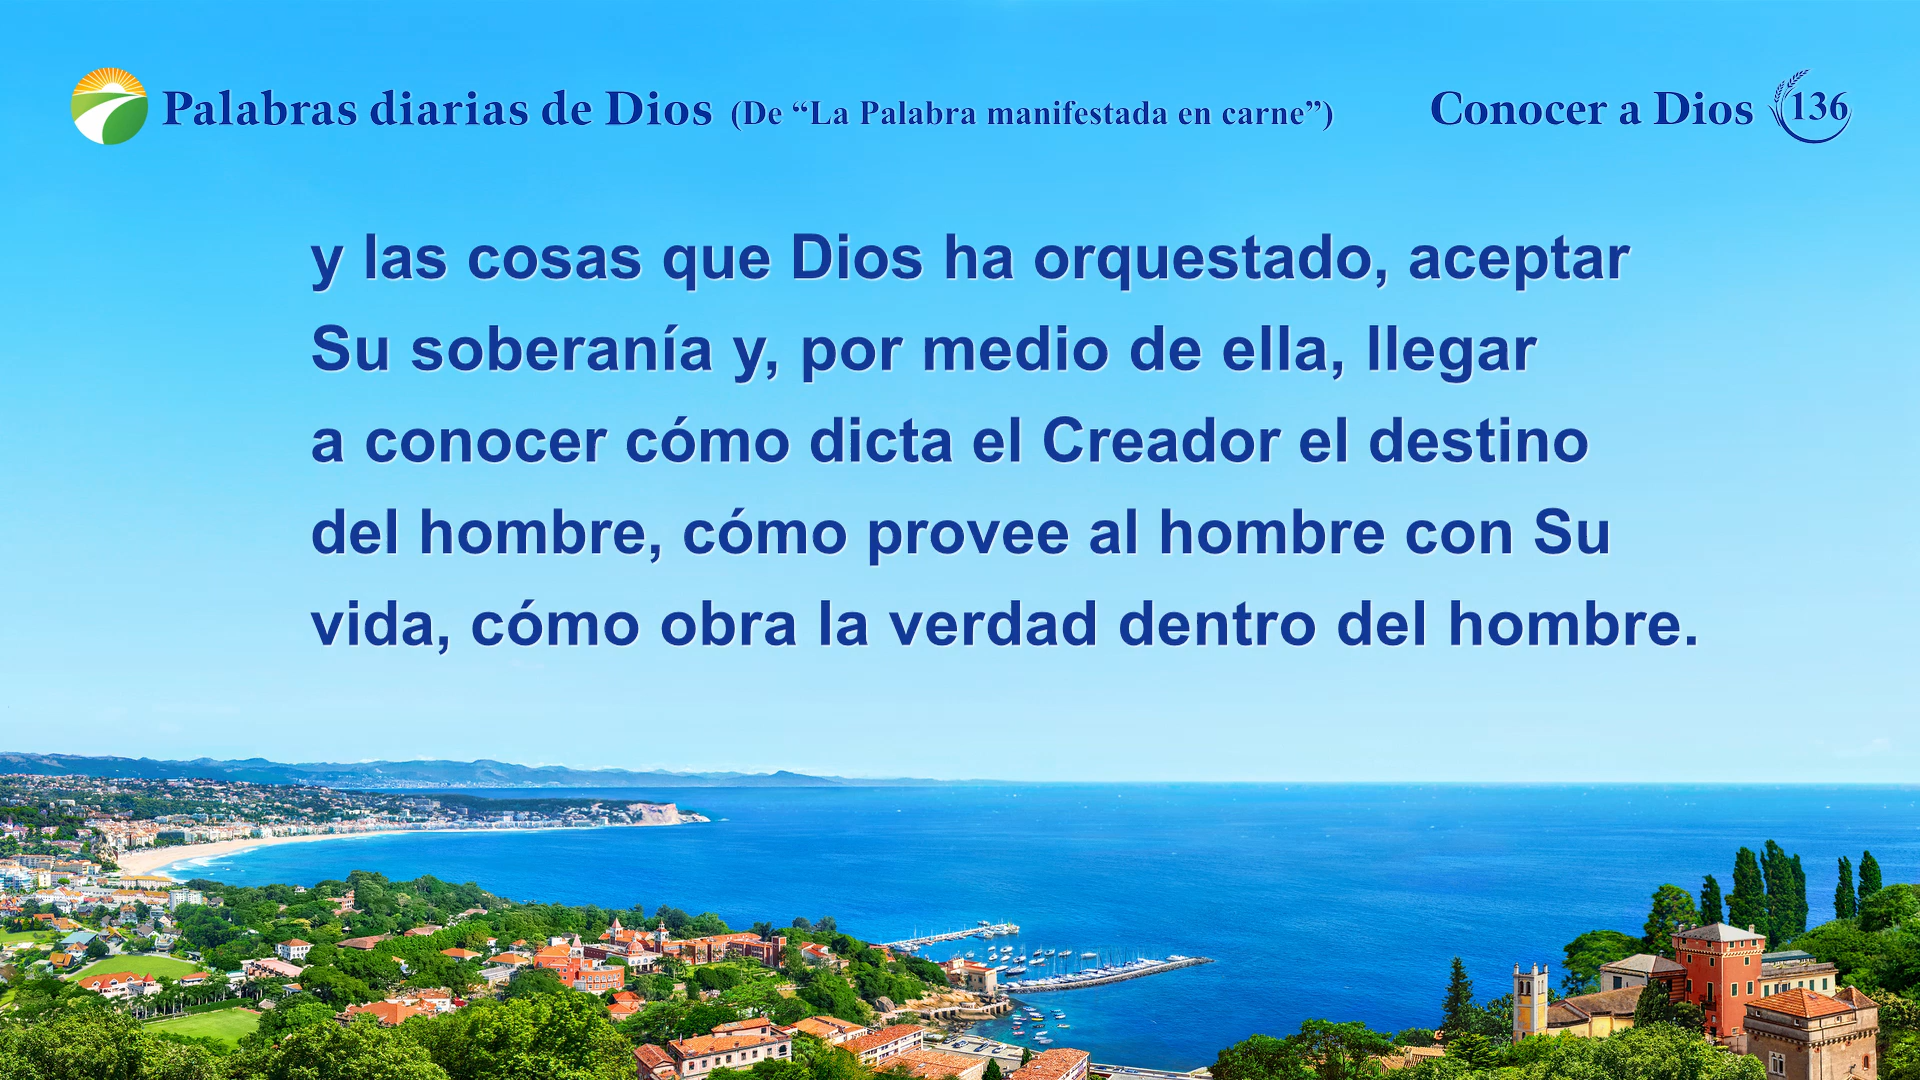 Palabras diarias de Dios (De “La Palabra manifestada en carne”) Conocer a Dios 136
y las cosas que Dios ha orquestado, aceptar
Su soberanía y, por medio de ella, llegar
a conocer cómo dicta el Creador el destino
del hombre, cómo provee al hombre con Su
vida, cómo obra la verdad dentro del hombre.